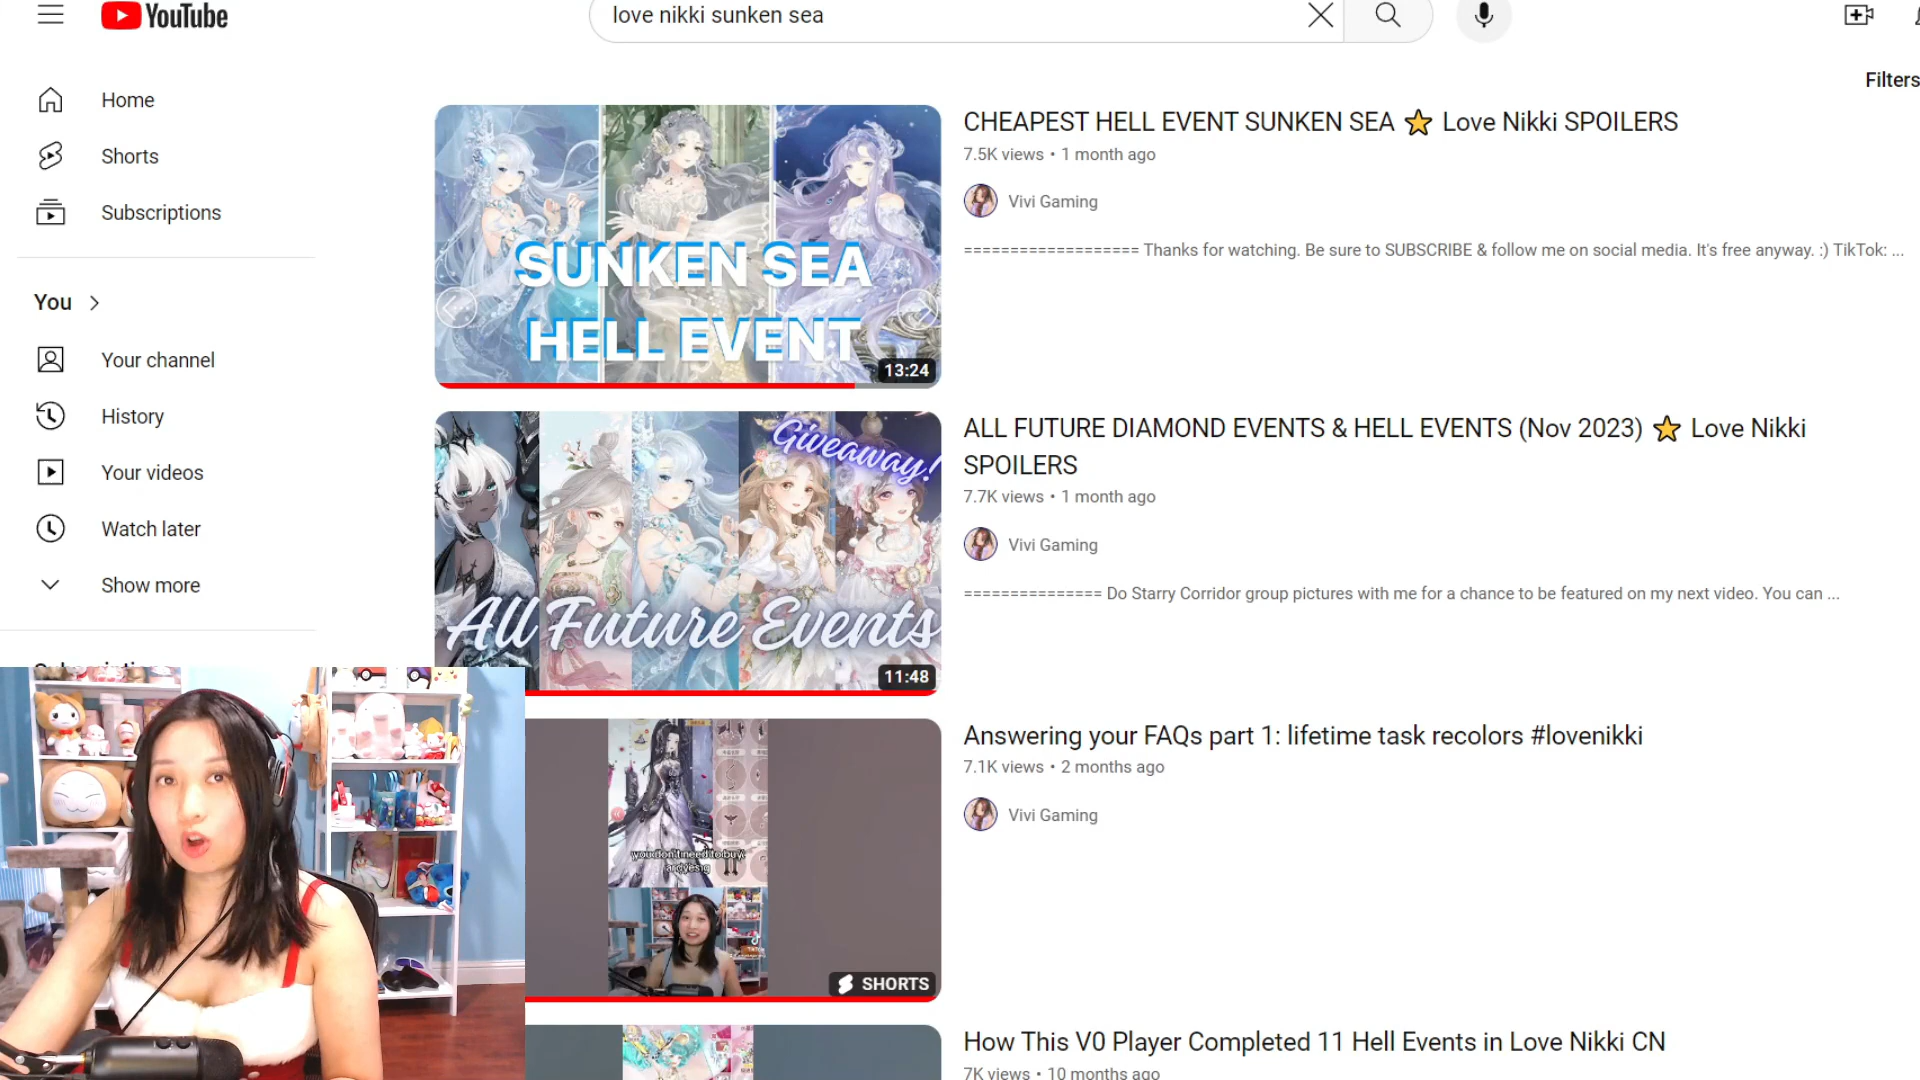 YouTube
love nikki sunken sea
Filters
Home
Shorts
Subscriptions
You
Your channel
History
Your videos
Watch later
Show more
SUNKEN SEA
HELL EVENT
13:24
CHEAPEST HELL EVENT SUNKEN SEA ⭐ Love Nikki SPOILERS
7.5K views • 1 month ago
Vivi Gaming
=================== Thanks for watching. Be sure to SUBSCRIBE & follow me on social media. It's free anyway. :) TikTok: ...
Giveaway!
All Future Events
11:48
ALL FUTURE DIAMOND EVENTS & HELL EVENTS (Nov 2023) ⭐ Love Nikki
SPOILERS
7.7K views • 1 month ago
Vivi Gaming
=============== Do Starry Corridor group pictures with me for a chance to be featured on my next video. You can ...
you don't need to buy
SHORTS
Answering your FAQs part 1: lifetime task recolors #lovenikki
7.1K views • 2 months ago
Vivi Gaming
How This V0 Player Completed 11 Hell Events in Love Nikki CN
7K views • 10 months ago